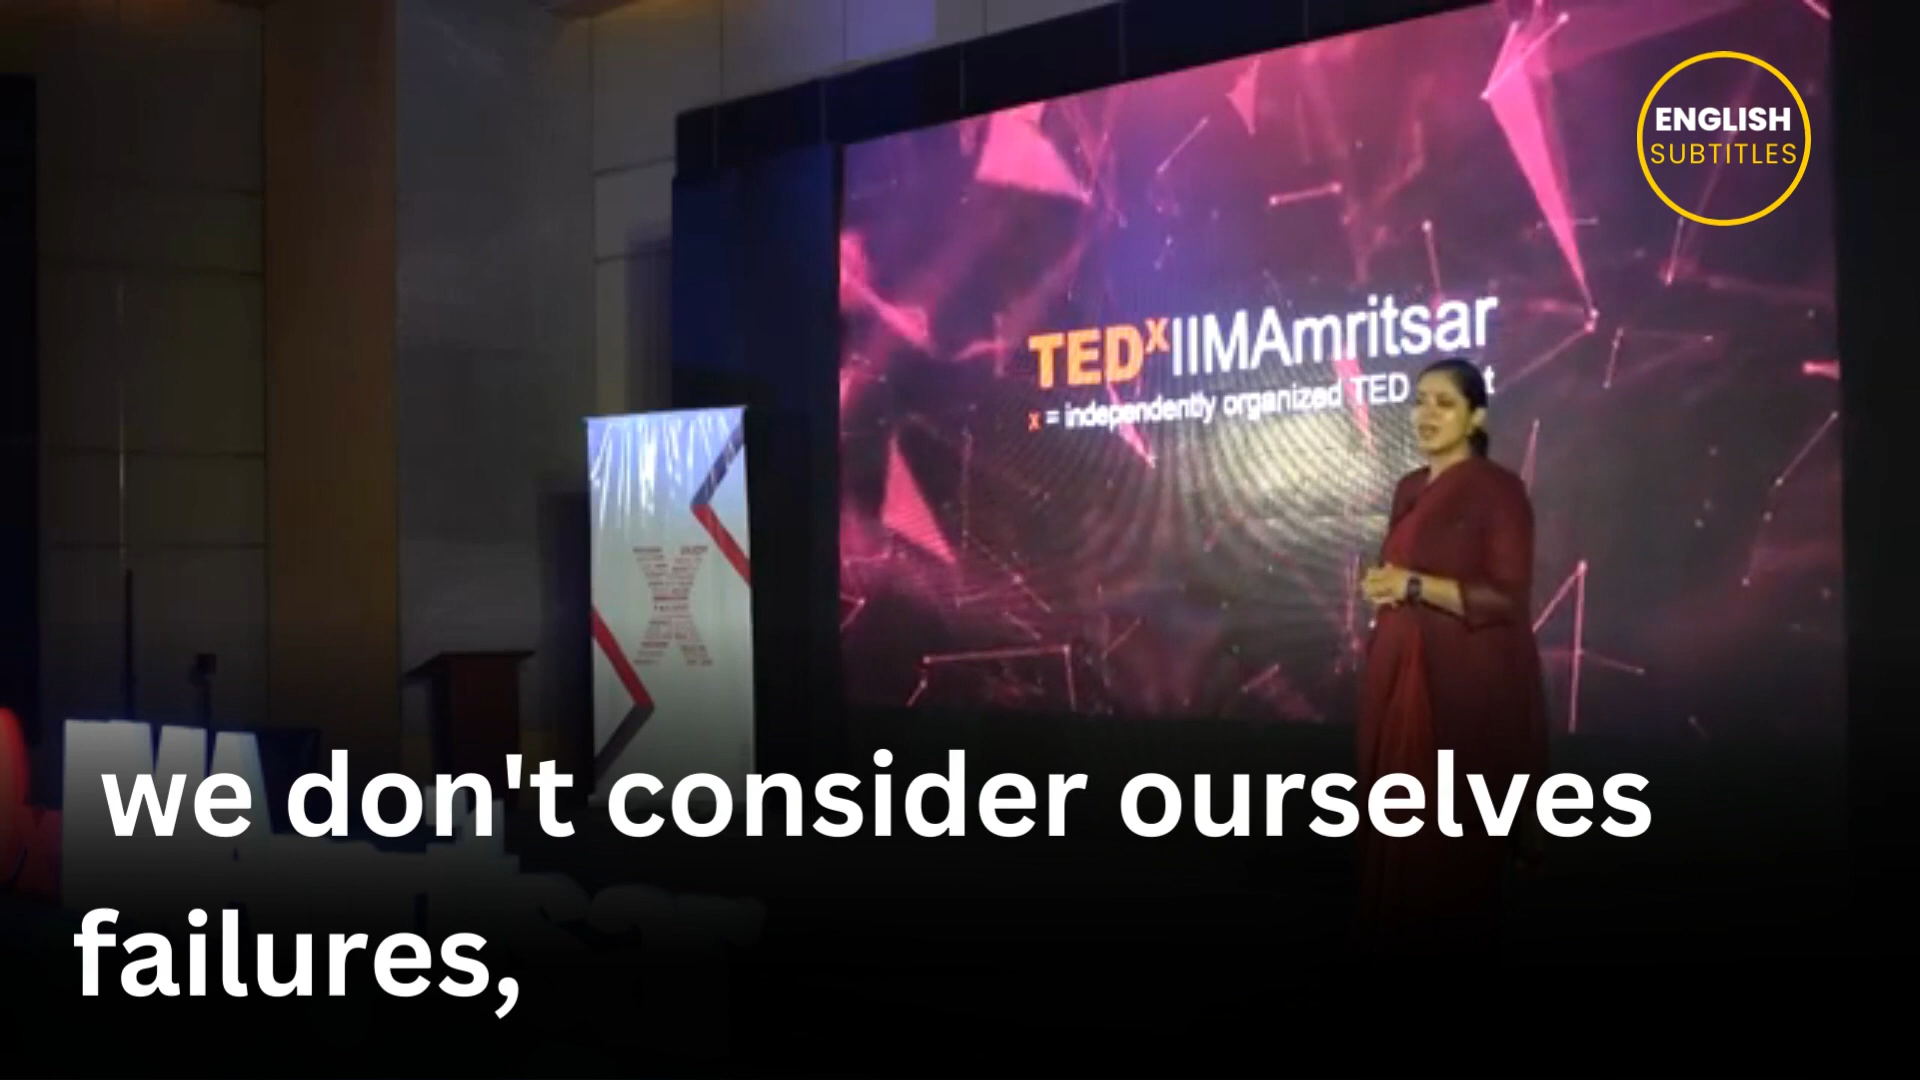 ENGLISH
SUBTITLES
TEDxIIMAmritsar
x = independently organized TED
we don't consider ourselves
failures,